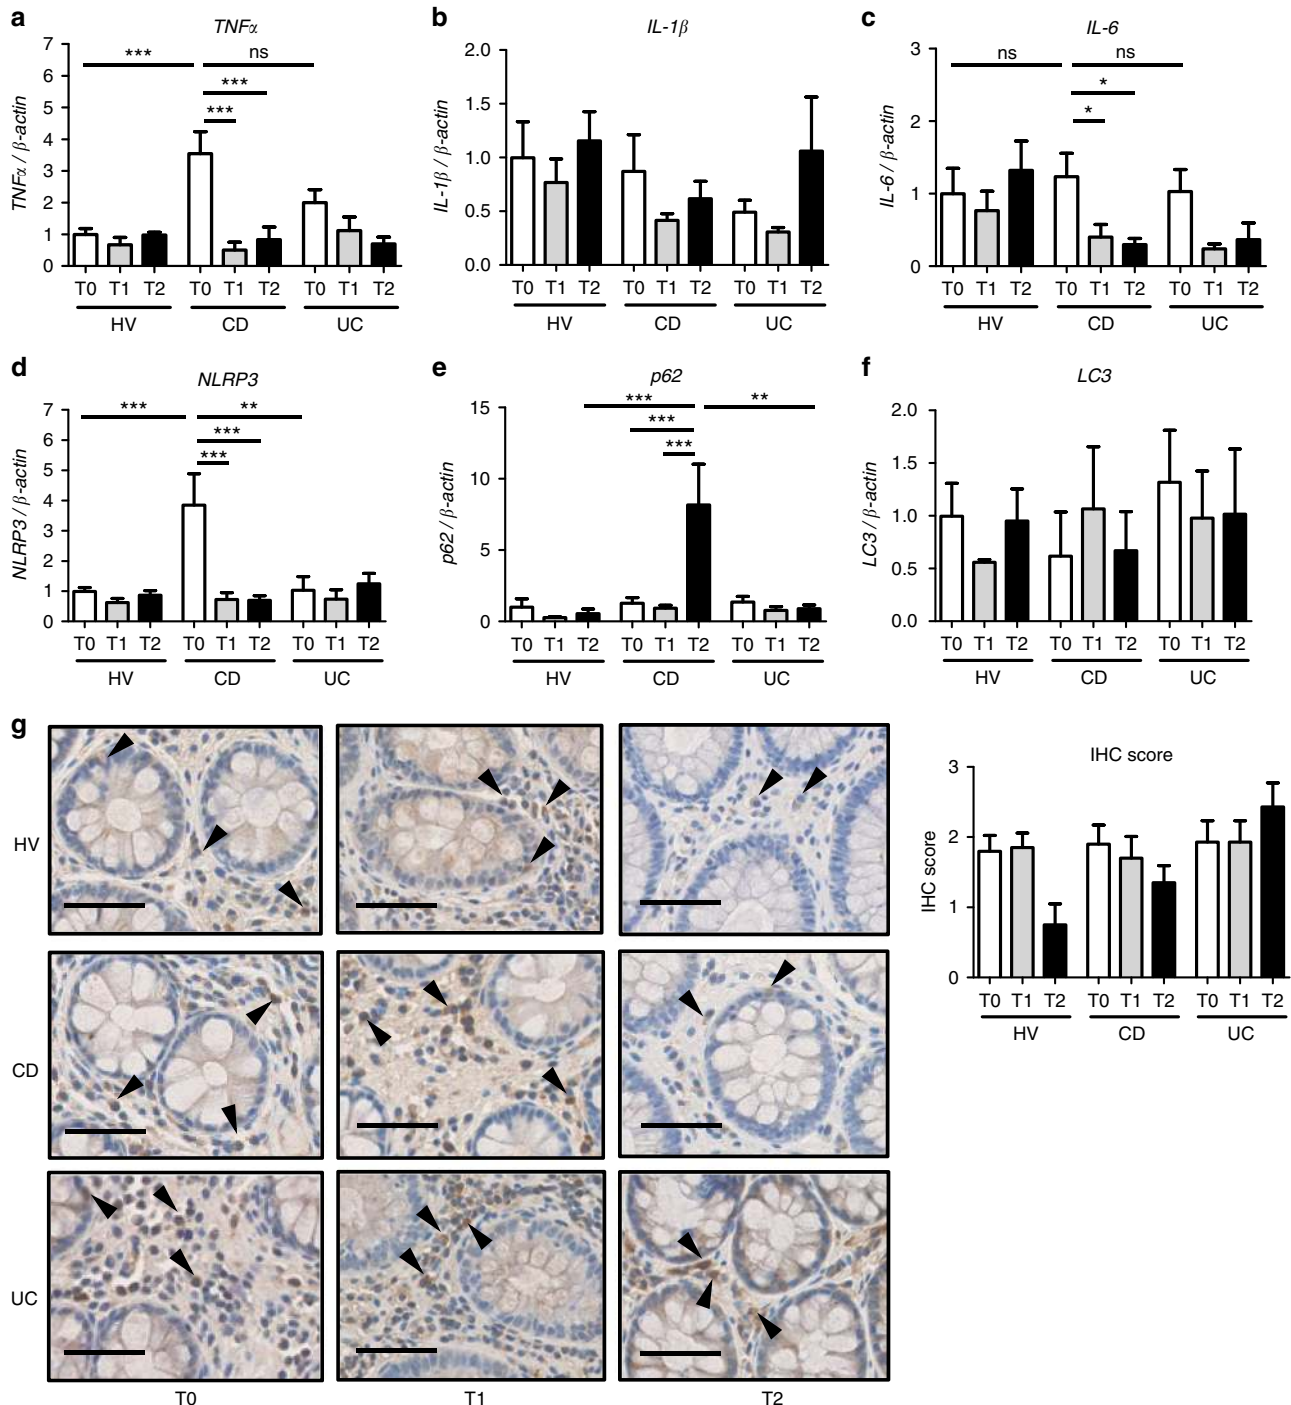 a
TNFα
TNFα / β-actin
7
6
5
4
3
2
1
0
***
ns
***
***
T0 T1 T2 T0 T1 T2 T0 T1 T2
HV CD UC
b
IL-1β
IL-1β / β-actin
2.0
1.5
1.0
0.5
0.0
T0 T1 T2 T0 T1 T2 T0 T1 T2
HV CD UC
c
IL-6
IL-6 / β-actin
3
2
1
0
ns
ns
*
*
T0 T1 T2 T0 T1 T2 T0 T1 T2
HV CD UC
d
NLRP3
NLRP3 / β-actin
7
6
5
4
3
2
1
0
***
**
***
***
T0 T1 T2 T0 T1 T2 T0 T1 T2
HV CD UC
e
p62
p62 / β-actin
15
10
5
0
***
**
***
***
T0 T1 T2 T0 T1 T2 T0 T1 T2
HV CD UC
f
LC3
LC3 / β-actin
2.0
1.5
1.0
0.5
0.0
T0 T1 T2 T0 T1 T2 T0 T1 T2
HV CD UC
g
HV
CD
UC
T0 T1 T2
IHC score
IHC score
3
2
1
0
T0 T1 T2 T0 T1 T2 T0 T1 T2
HV CD UC